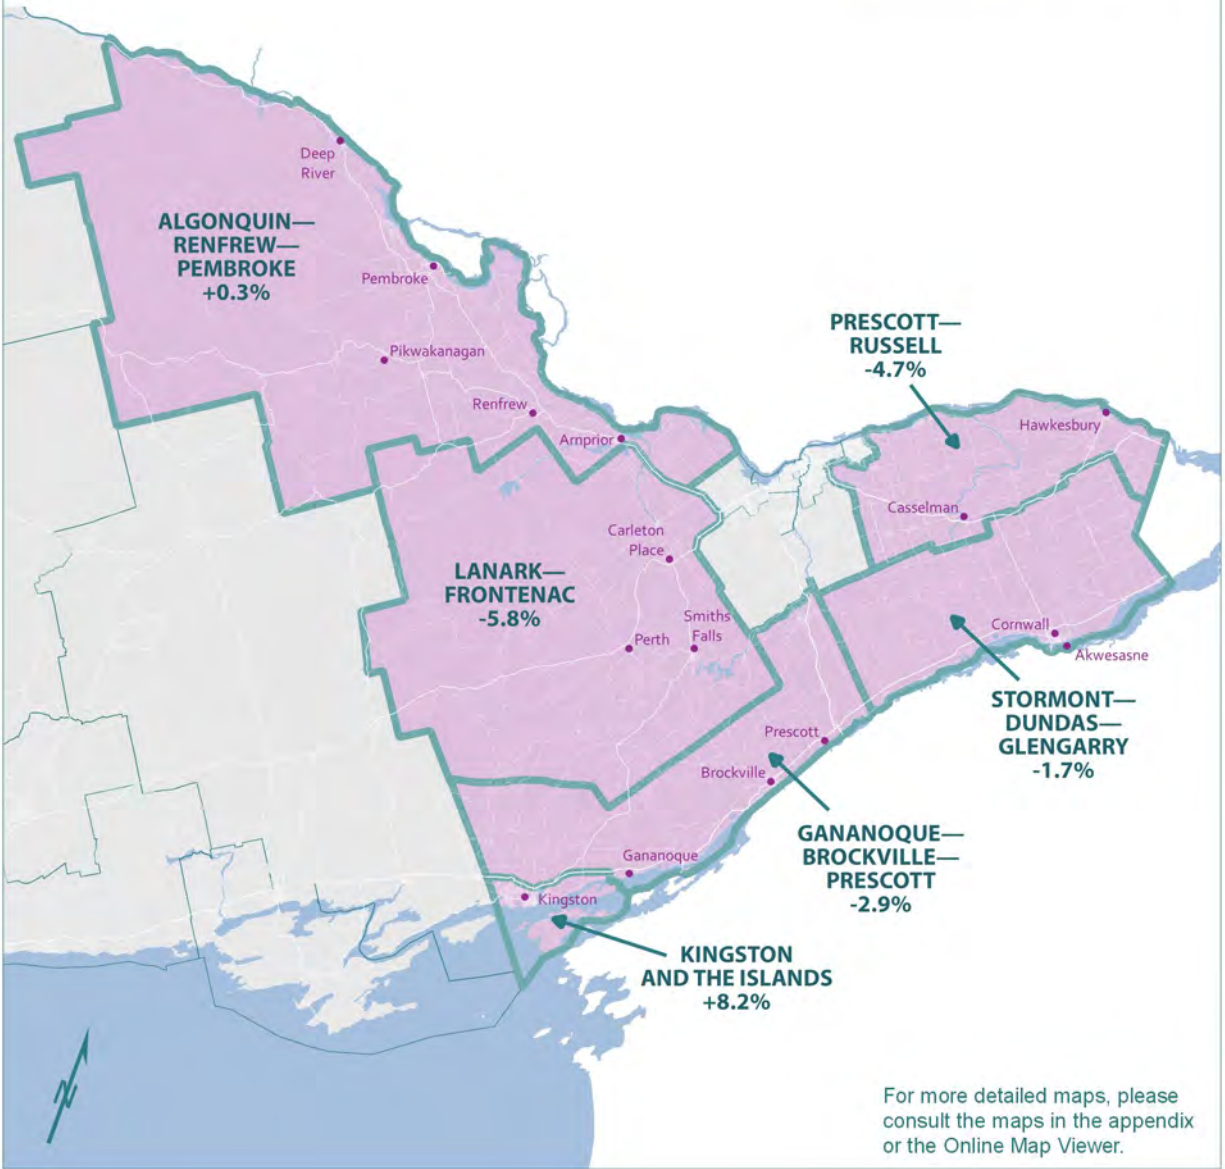 Deep
River
ALGONQUIN—
RENFREW—
PEMBROKE
+0.3%
Pembroke
Pikwakanagan
Renfrew
Arnprior
PRESCOTT—
RUSSELL
-4.7%
Hawkesbury
Casselman
Carleton
Place
LANARK—
FRONTENAC
-5.8%
Perth
Smiths
Falls
Cornwall
Akwesasne
STORMONT—
DUNDAS—
GLENGARRY
-1.7%
Prescott
Brockville
GANANOQUE—
BROCKVILLE—
PRESCOTT
-2.9%
Gananoque
Kingston
KINGSTON
AND THE ISLANDS
+8.2%
N
For more detailed maps, please
consult the maps in the appendix
or the Online Map Viewer.